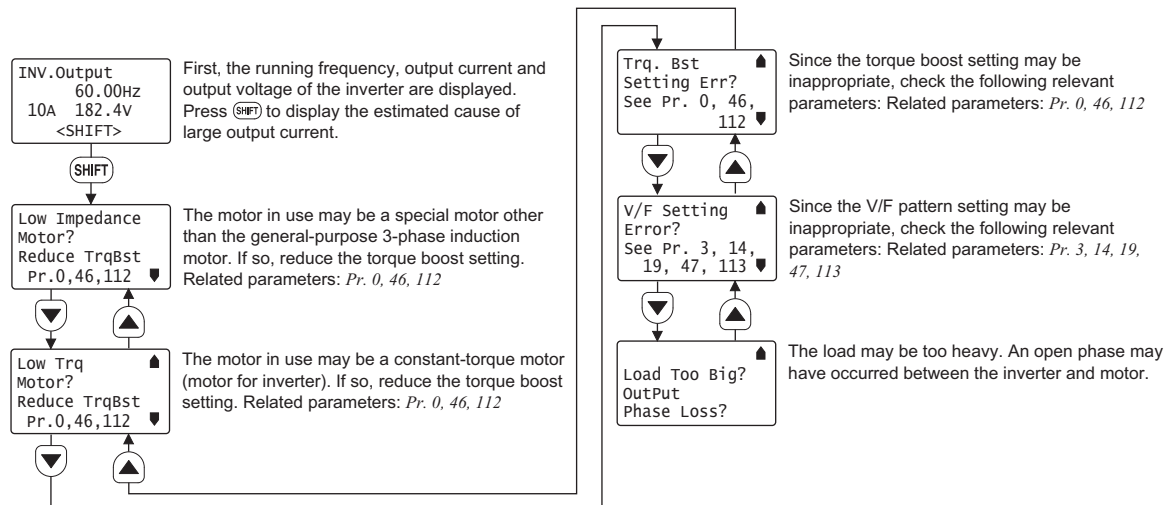 INV.Output
60.00Hz
10A 182.4V
<SHIFT>
First, the running frequency, output current and
output voltage of the inverter are displayed.
Press SHIFT to display the estimated cause of
large output current.
SHIFT
Low Impedance
Motor?
Reduce TrqBst
Pr.0,46,112
The motor in use may be a special motor other
than the general-purpose 3-phase induction
motor. If so, reduce the torque boost setting.
Related parameters: Pr. 0, 46, 112
Low Trq
Motor?
Reduce TrqBst
Pr.0,46,112
The motor in use may be a constant-torque motor
(motor for inverter). If so, reduce the torque boost
setting. Related parameters: Pr. 0, 46, 112
Trq. Bst
Setting Err?
See Pr. 0, 46,
112
Since the torque boost setting may be
inappropriate, check the following relevant
parameters: Related parameters: Pr. 0, 46, 112
V/F Setting
Error?
See Pr. 3, 14,
19, 47, 113
Since the V/F pattern setting may be
inappropriate, check the following relevant
parameters: Related parameters: Pr. 3, 14, 19,
47, 113
Load Too Big?
OutPut
Phase Loss?
The load may be too heavy. An open phase may
have occurred between the inverter and motor.